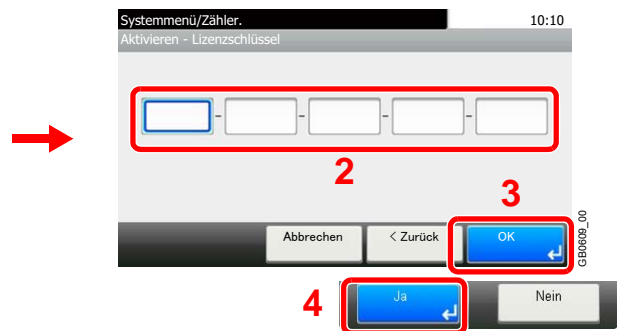 Systemmenü/Zähler. 10:10
Aktivieren - Lizenzschlüssel
- - - -
2
3
Abbrechen < Zurück OK
GB0609_00
4 Ja Nein